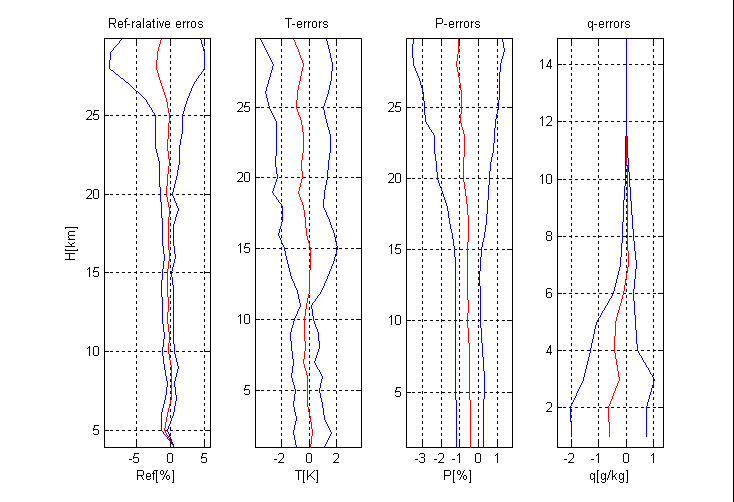 Ref-ralative erros
T-errors
P-errors
q-errors
H[km]
25
20
15
10
5
-5 0 5
Ref[%]
25
20
15
10
5
-2 0 2
T[K]
25
20
15
10
5
-3 -2 -1 0 1
P[%]
14
12
10
8
6
4
2
-2 -1 0 1
q[g/kg]